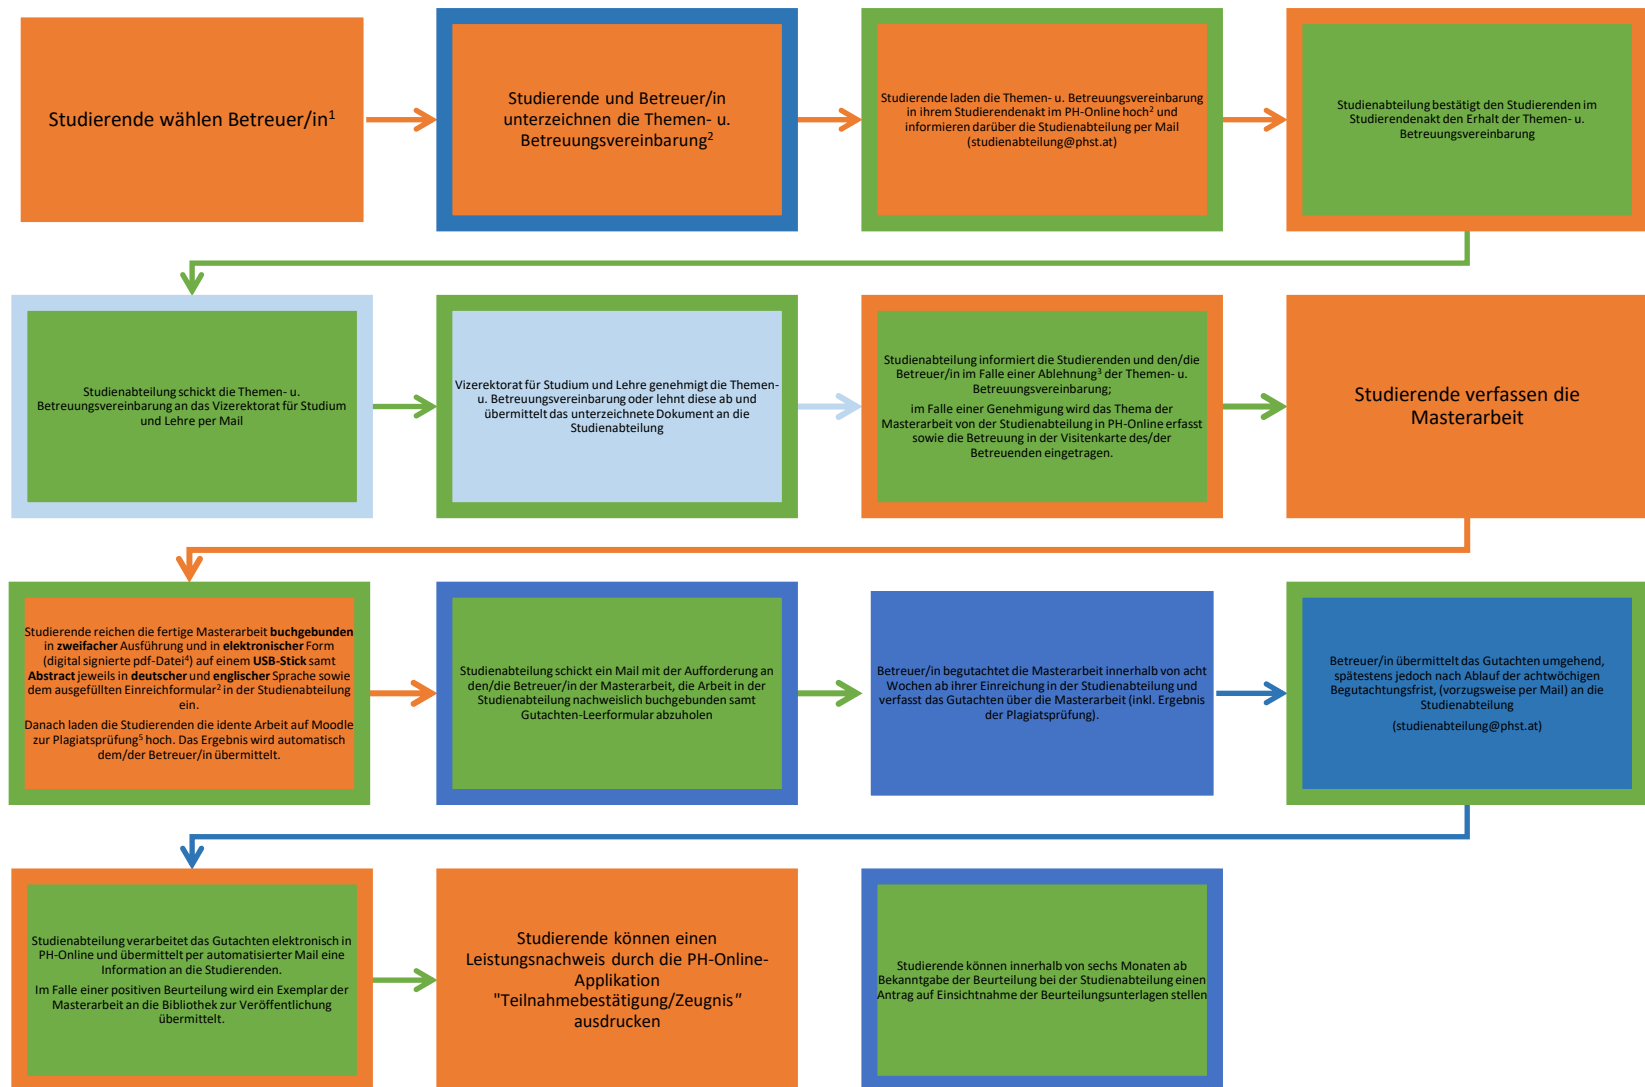 Studierende wählen Betreuer/in¹
Studierende und Betreuer/in
unterzeichnen die Themen- u.
Betreuungsvereinbarung²
Studierende laden die Themen- u. Betreuungsvereinbarung
in ihrem Studierendenakt im PH-Online hoch² und
informieren darüber die Studienabteilung per Mail
(studienabteilung@phst.at)
Studienabteilung bestätigt den Studierenden im
Studierendenakt den Erhalt der Themen- u.
Betreuungsvereinbarung
Studienabteilung schickt die Themen- u.
Betreuungsvereinbarung an das Vizerektorat für Studium
und Lehre per Mail
Vizerektorat für Studium und Lehre genehmigt die Themen-
u. Betreuungsvereinbarung oder lehnt diese ab und
übermittelt das unterzeichnete Dokument an die
Studienabteilung
Studienabteilung informiert die Studierenden und den/die
Betreuer/in im Falle einer Ablehnung³ der Themen- u.
Betreuungsvereinbarung;
im Falle einer Genehmigung wird das Thema der
Masterarbeit von der Studienabteilung in PH-Online erfasst
sowie die Betreuung in der Visitenkarte des/der
Betreuenden eingetragen.
Studierende verfassen die
Masterarbeit
Studierende reichen die fertige Masterarbeit buchgebunden
in zweifacher Ausführung und in elektronischer Form
(digital signierte pdf-Datei⁴) auf einem USB-Stick samt
Abstract jeweils in deutscher und englischer Sprache sowie
dem ausgefüllten Einreichformular² in der Studienabteilung
ein.
Danach laden die Studierenden die idente Arbeit auf Moodle
zur Plagiatsprüfung⁵ hoch. Das Ergebnis wird automatisch
dem/der Betreuer/in übermittelt.
Studienabteilung schickt ein Mail mit der Aufforderung an
den/die Betreuer/in der Masterarbeit, die Arbeit in der
Studienabteilung nachweislich buchgebunden samt
Gutachten-Leerformular abzuholen
Betreuer/in begutachtet die Masterarbeit innerhalb von acht
Wochen ab ihrer Einreichung in der Studienabteilung und
verfasst das Gutachten über die Masterarbeit (inkl. Ergebnis
der Plagiatsprüfung).
Betreuer/in übermittelt das Gutachten umgehend,
spätestens jedoch nach Ablauf der achtwöchigen
Begutachtungsfrist, (vorzugsweise per Mail) an die
Studienabteilung
(studienabteilung@phst.at)
Studienabteilung verarbeitet das Gutachten elektronisch in
PH-Online und übermittelt per automatisierter Mail eine
Information an die Studierenden.
Im Falle einer positiven Beurteilung wird ein Exemplar der
Masterarbeit an die Bibliothek zur Veröffentlichung
übermittelt.
Studierende können einen
Leistungsnachweis durch die PH-Online-
Applikation
"Teilnahmebestätigung/Zeugnis"
ausdrucken
Studierende können innerhalb von sechs Monaten ab
Bekanntgabe der Beurteilung bei der Studienabteilung einen
Antrag auf Einsichtnahme der Beurteilungsunterlagen stellen